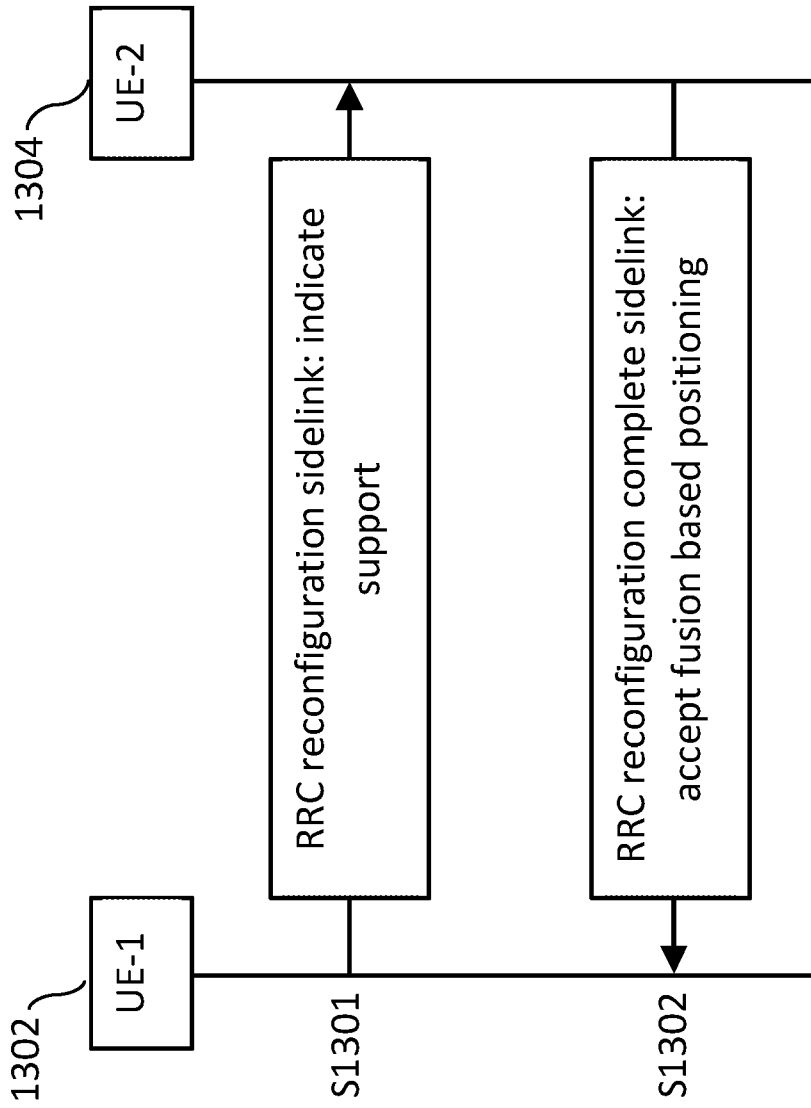 1302
1304
UE-1
UE-2
S1301
RRC reconfiguration sidelink: indicate
support
S1302
RRC reconfiguration complete sidelink:
accept fusion based positioning